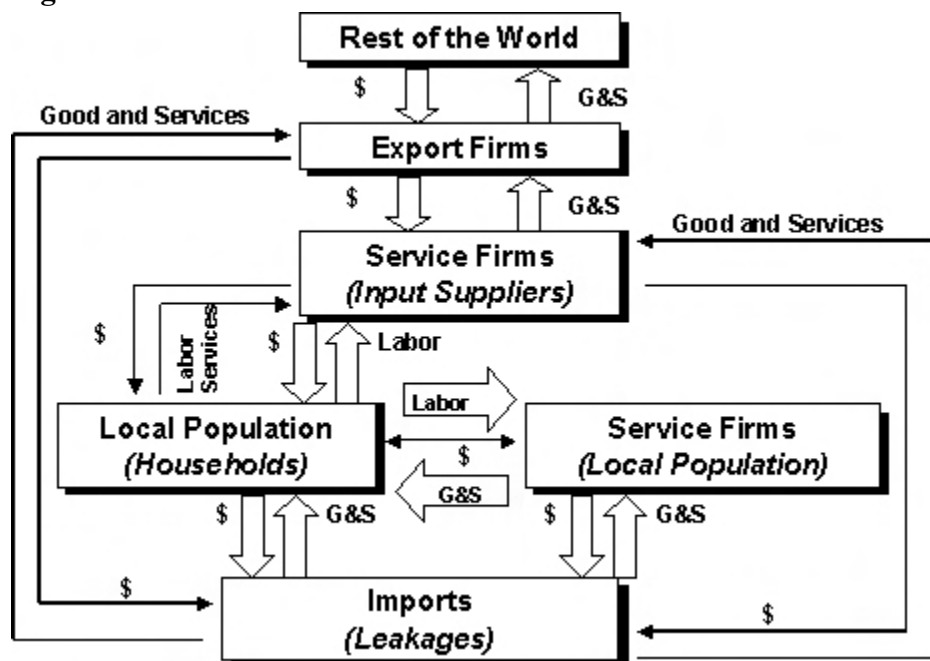 Rest of the World
$
G&S
Good and Services
Export Firms
$
G&S
Good and Services
Service Firms
(Input Suppliers)
$
Labor Services
$
Labor
Labor
Local Population
(Households)
$
Service Firms
(Local Population)
G&S
$
G&S
$
G&S
$
Imports
(Leakages)
$